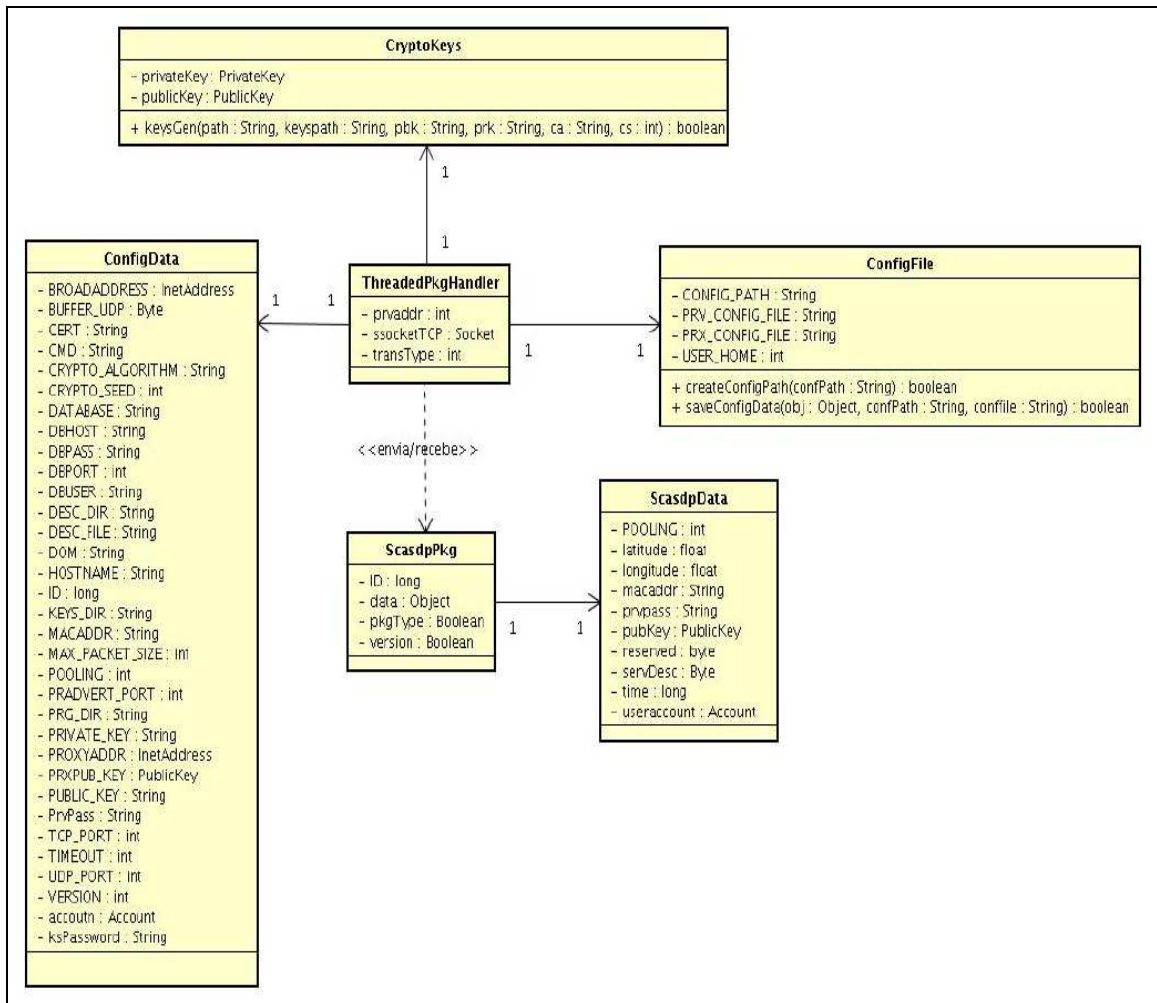 CryptoKeys
- privateKey : PrivateKey
- publicKey : PublicKey
+ keysGen(path : String, keyspath : String, pbk : String, prk : String, ca : String, cs : int) : boolean
1
1
ConfigData
- BROADADDRESS : InetAddress
- BUFFER_UDP : Byte
- CERT : String
- CMD : String
- CRYPTO_ALGORITHM : String
- CRYPTO_SEED : int
- DATABASE : String
- DBHOST : String
- DBPASS : String
- DBPORT : int
- DBUSER : String
- DESC_DIR : String
- DESC_FILE : String
- DOM : String
- HOSTNAME : String
- ID : long
- KEYS_DIR : String
- MACADDR : String
- MAX_PACKET_SIZE : int
- POOLING : int
- PRADVERT_PORT : int
- PRG_DIR : String
- PRIVATE_KEY : String
- PROXYADDR : InetAddress
- PRXPUB_KEY : PublicKey
- PUBLIC_KEY : String
- PrvPass : String
- TCP_PORT : int
- TIMEOUT : int
- UDP_PORT : int
- VERSION : int
- accoutn : Account
- ksPassword : String
1
1
ThreadedPkgHandler
- prvaddr : int
- ssocketTCP : Socket
- transType : int
1
1
ConfigFile
- CONFIG_PATH : String
- PRV_CONFIG_FILE : String
- PRX_CONFIG_FILE : String
- USER_HOME : int
+ createConfigPath(confPath : String) : boolean
+ saveConfigData(obj : Object, confPath : String, conffile : String) : boolean
<<envia/recebe>>
ScasdpPkg
- ID : long
- data : Object
- pkgType : Boolean
- version : Boolean
1
1
ScasdpData
- POOLING : int
- latitude : float
- longitude : float
- macaddr : String
- prvpass : String
- pubKey : PublicKey
- reserved : byte
- servDesc : Byte
- time : long
- useraccount : Account